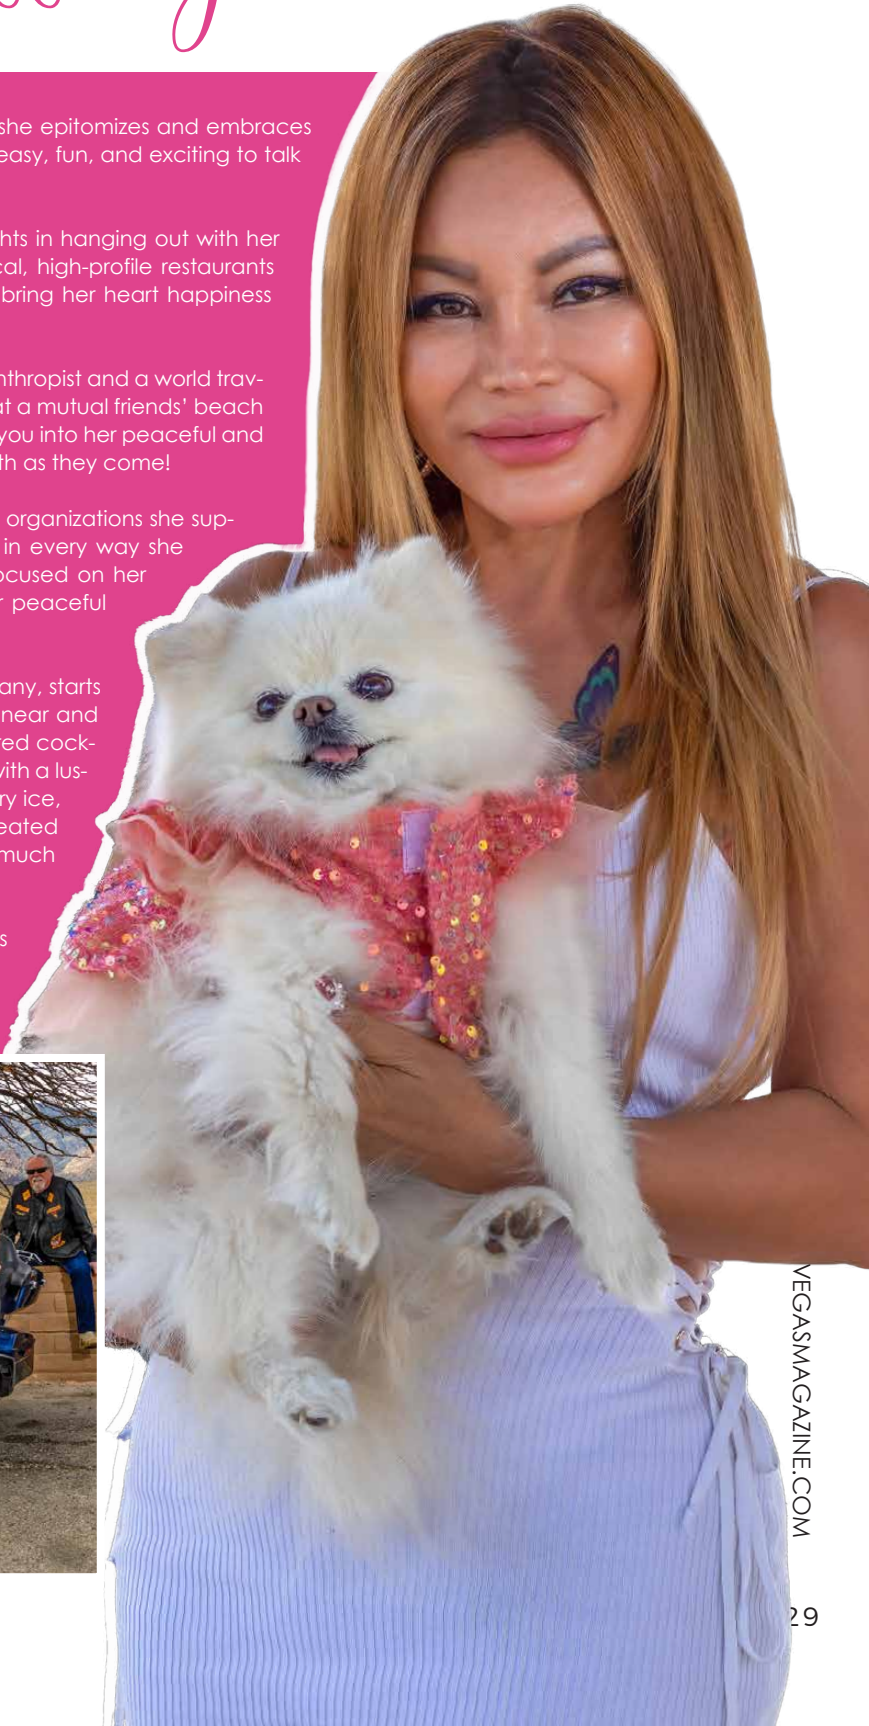 she epitomizes and embraces
easy, fun, and exciting to talk
hts in hanging out with her
cal, high-profile restaurants
bring her heart happiness
nthropist and a world trav-
at a mutual friends' beach
you into her peaceful and
th as they come!
organizations she sup-
in every way she
ocused on her
r peaceful
any, starts
near and
red cock-
with a lus-
ry ice,
eated
much
s
VEGASMAGAZINE.COM
29